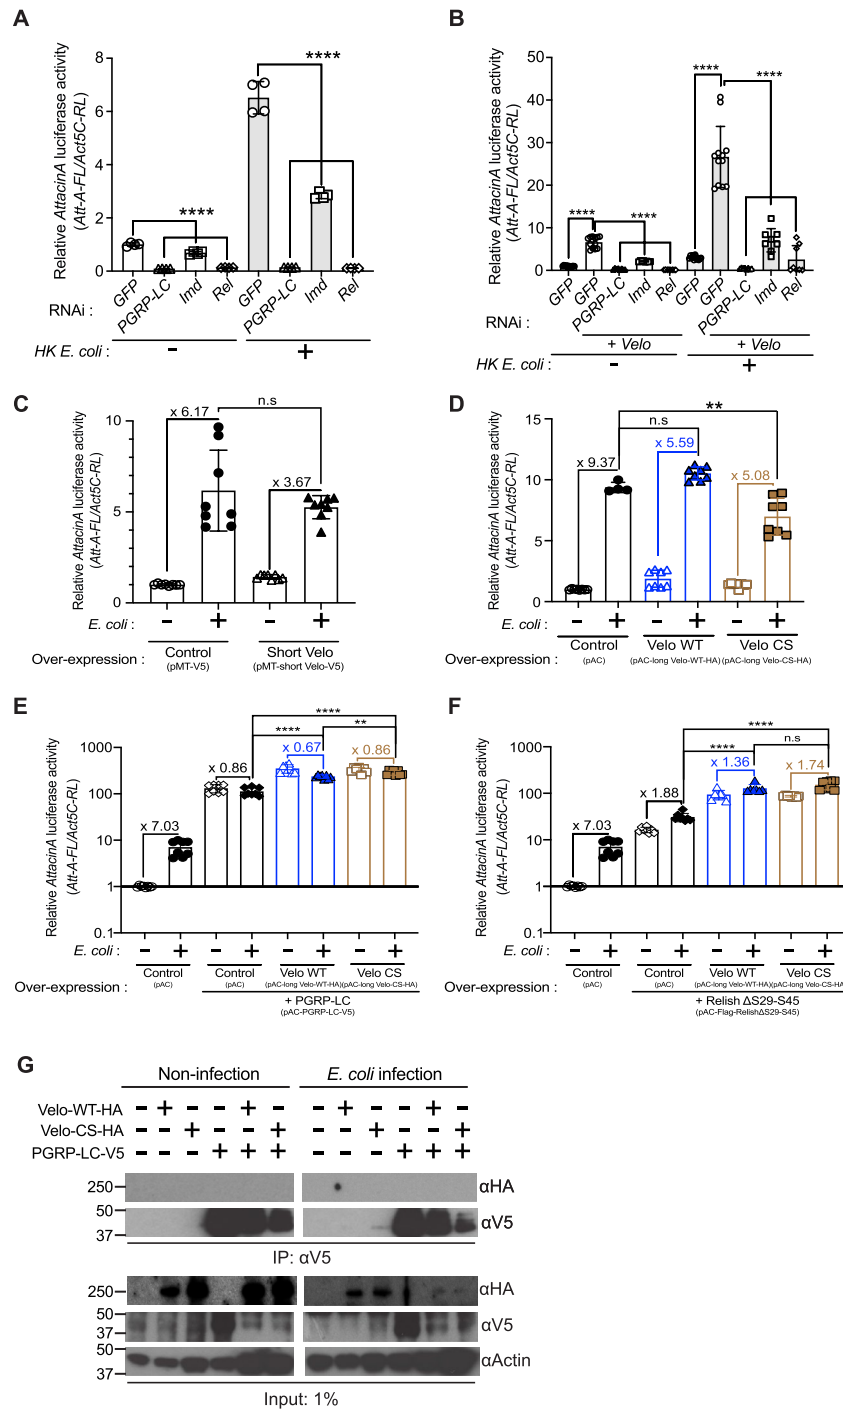 A
Relative AttacinA luciferase activity
(Att-A-FL/Act5C-RL)
8
6
4
2
0
****
****
GFP
PGRP-LC
Imd
Rel
GFP
PGRP-LC
Imd
Rel
RNAi :
HK E. coli :
−
+
B
Relative AttacinA luciferase activity
(Att-A-FL/Act5C-RL)
50
40
30
20
10
0
****
****
****
****
GFP
GFP
PGRP-LC
Imd
Rel
GFP
GFP
PGRP-LC
Imd
Rel
RNAi :
+ Velo
+ Velo
HK E. coli :
−
+
C
Relative AttacinA luciferase activity
(Att-A-FL/Act5C-RL)
10
5
0
x 6.17
n.s
x 3.67
E. coli :
− + − +
Over-expression :
Control
(pMT-V5)
Short Velo
(pMT-short Velo-V5)
D
Relative AttacinA luciferase activity
(Att-A-FL/Act5C-RL)
15
10
5
0
**
n.s
x 9.37
x 5.59
x 5.08
E. coli :
− + − + − +
Over-expression :
Control
(pAC)
Velo WT
(pAC-long Velo-WT-HA)
Velo CS
(pAC-long Velo-CS-HA)
E
Relative AttacinA luciferase activity
(Att-A-FL/Act5C-RL)
1000
100
10
1
0.1
****
****
**
x 7.03
x 0.86
x 0.67
x 0.86
E. coli :
− + − + − + − +
Over-expression :
Control
(pAC)
Control
(pAC)
Velo WT
(pAC-long Velo-WT-HA)
Velo CS
(pAC-long Velo-CS-HA)
+ PGRP-LC
(pAC-PGRP-LC-V5)
F
Relative AttacinA luciferase activity
(Att-A-FL/Act5C-RL)
1000
100
10
1
0.1
****
****
n.s
x 7.03
x 1.88
x 1.36
x 1.74
E. coli :
− + − + − + − +
Over-expression :
Control
(pAC)
Control
(pAC)
Velo WT
(pAC-long Velo-WT-HA)
Velo CS
(pAC-long Velo-CS-HA)
+ Relish ΔS29-S45
(pAC-Flag-RelishΔS29-S45)
G
Non-infection
E. coli infection
Velo-WT-HA − + − − + − − + − − + −
Velo-CS-HA − − + − − + − − + − − +
PGRP-LC-V5 − − − + + + − − − + + +
250 αHA
50
37 αV5
IP: αV5
250 αHA
50
37 αV5
50
37 αActin
Input: 1%